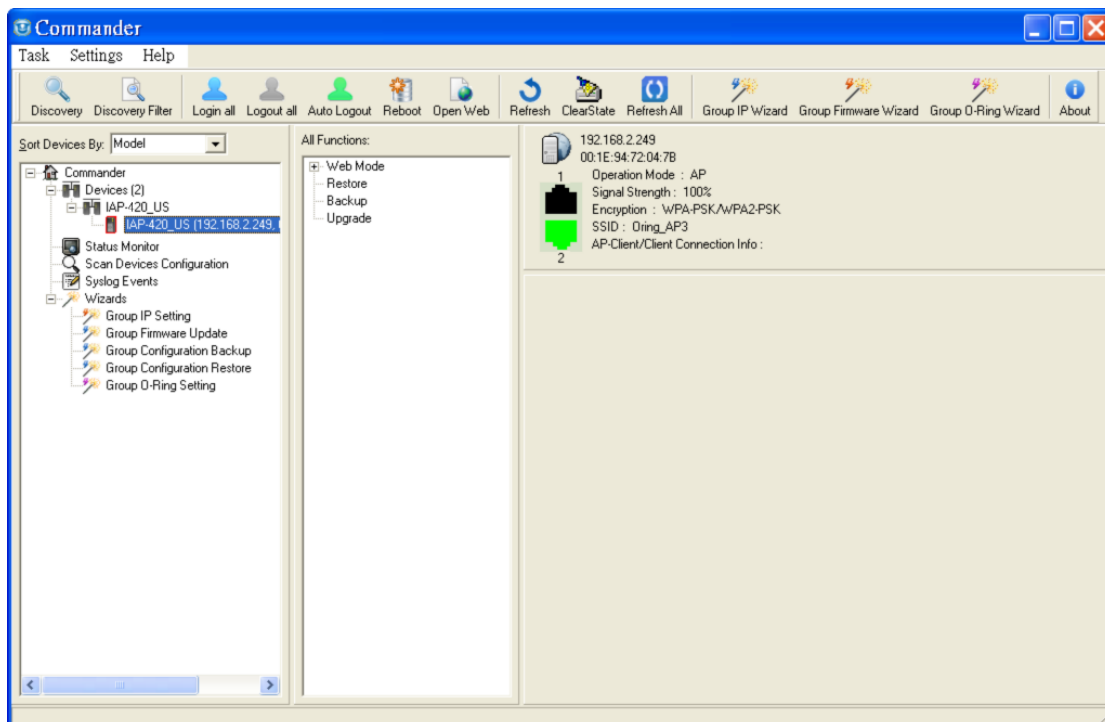 Commander
Task Settings Help
Discovery Discovery Filter Login all Logout all Auto Logout Reboot Open Web Refresh ClearState Refresh All Group IP Wizard Group Firmware Wizard Group O-Ring Wizard About
Sort Devices By: Model
Commander
Devices (2)
IAP-420_US
IAP-420_US (192.168.2.249,
Status Monitor
Scan Devices Configuration
Syslog Events
Wizards
Group IP Setting
Group Firmware Update
Group Configuration Backup
Group Configuration Restore
Group O-Ring Setting
All Functions:
Web Mode
Restore
Backup
Upgrade
192.168.2.249
00:1E:94:72:04:7B
1
Operation Mode : AP
Signal Strength : 100%
Encryption : WPA-PSK/WPA2-PSK
SSID : Oring_AP3
AP-Client/Client Connection Info :
2